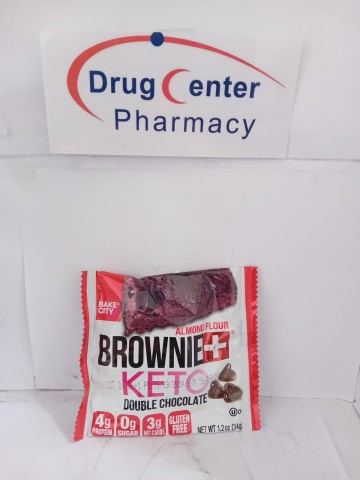 Drug Center
Pharmacy
BAKE
CITY
ALMOND FLOUR
BROWNIE+
KETO
DOUBLE CHOCOLATE
4g PROTEIN
0g SUGAR
3g NET CARBS
GLUTEN FREE
U D
NET WT 1.2 oz (34g)